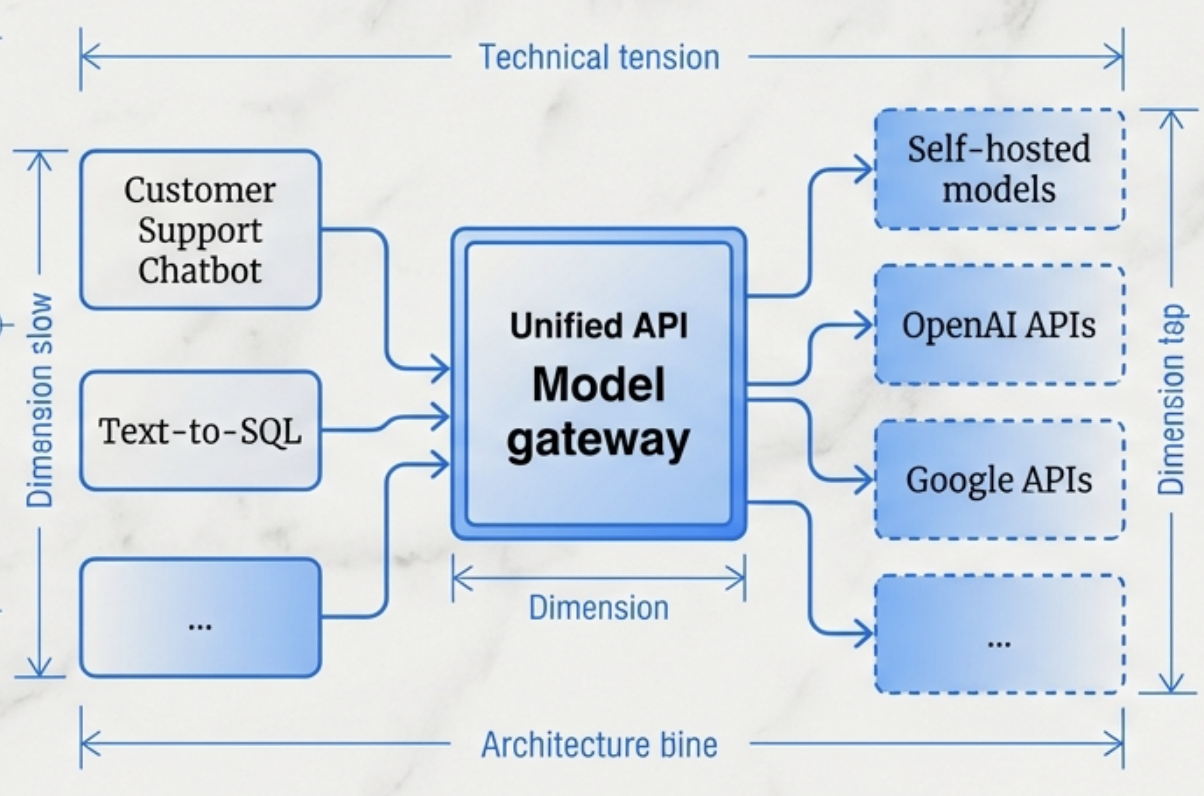 Technical tension
Customer
Support
Chatbot
Text-to-SQL
...
Dimension slow
Unified API
Model
gateway
Dimension
Self-hosted
models
OpenAI APIs
Google APIs
...
Dimension top
Architecture bine